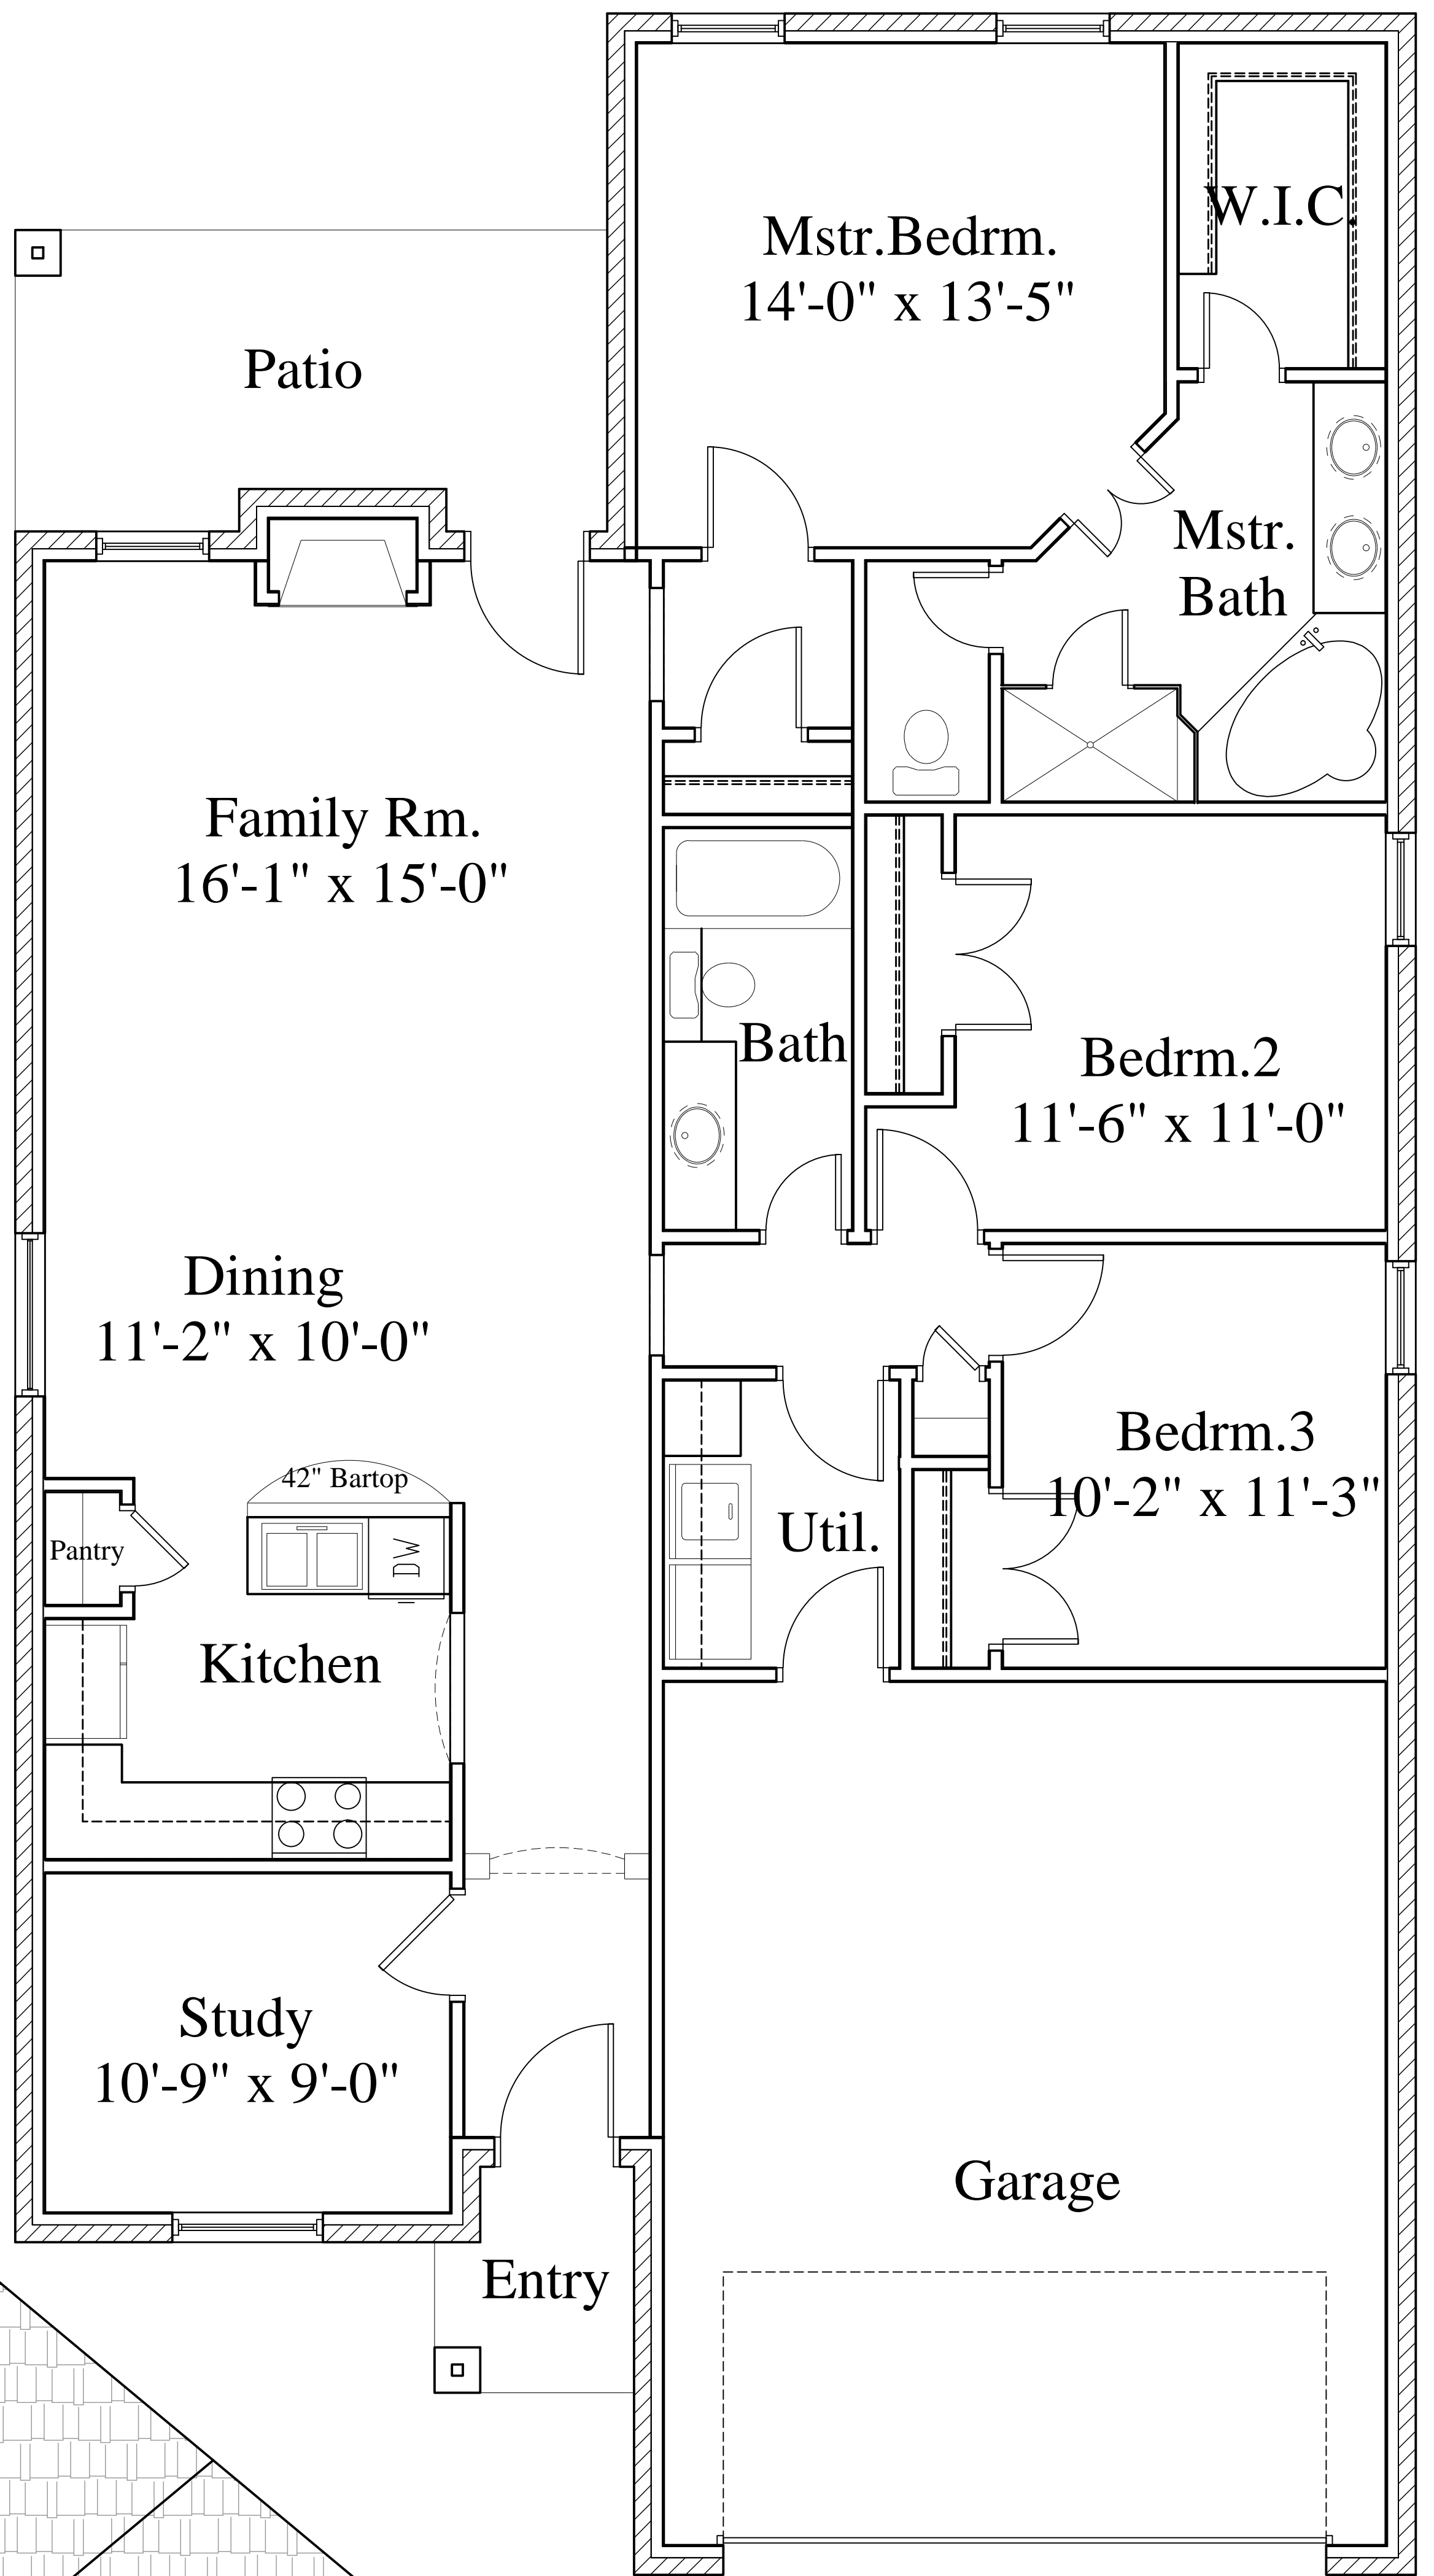 W.I.C.
Mstr.Bedrm.
14'-0" x 13'-5"
Patio
Mstr.
Bath
Family Rm.
16'-1" x 15'-0"
Bath
Bedrm.2
11'-6" x 11'-0"
Dining
11'-2" x 10'-0"
Bedrm.3
10'-2" x 11'-3"
42" Bartop
Pantry
DW
Util.
Kitchen
Study
10'-9" x 9'-0"
Garage
Entry